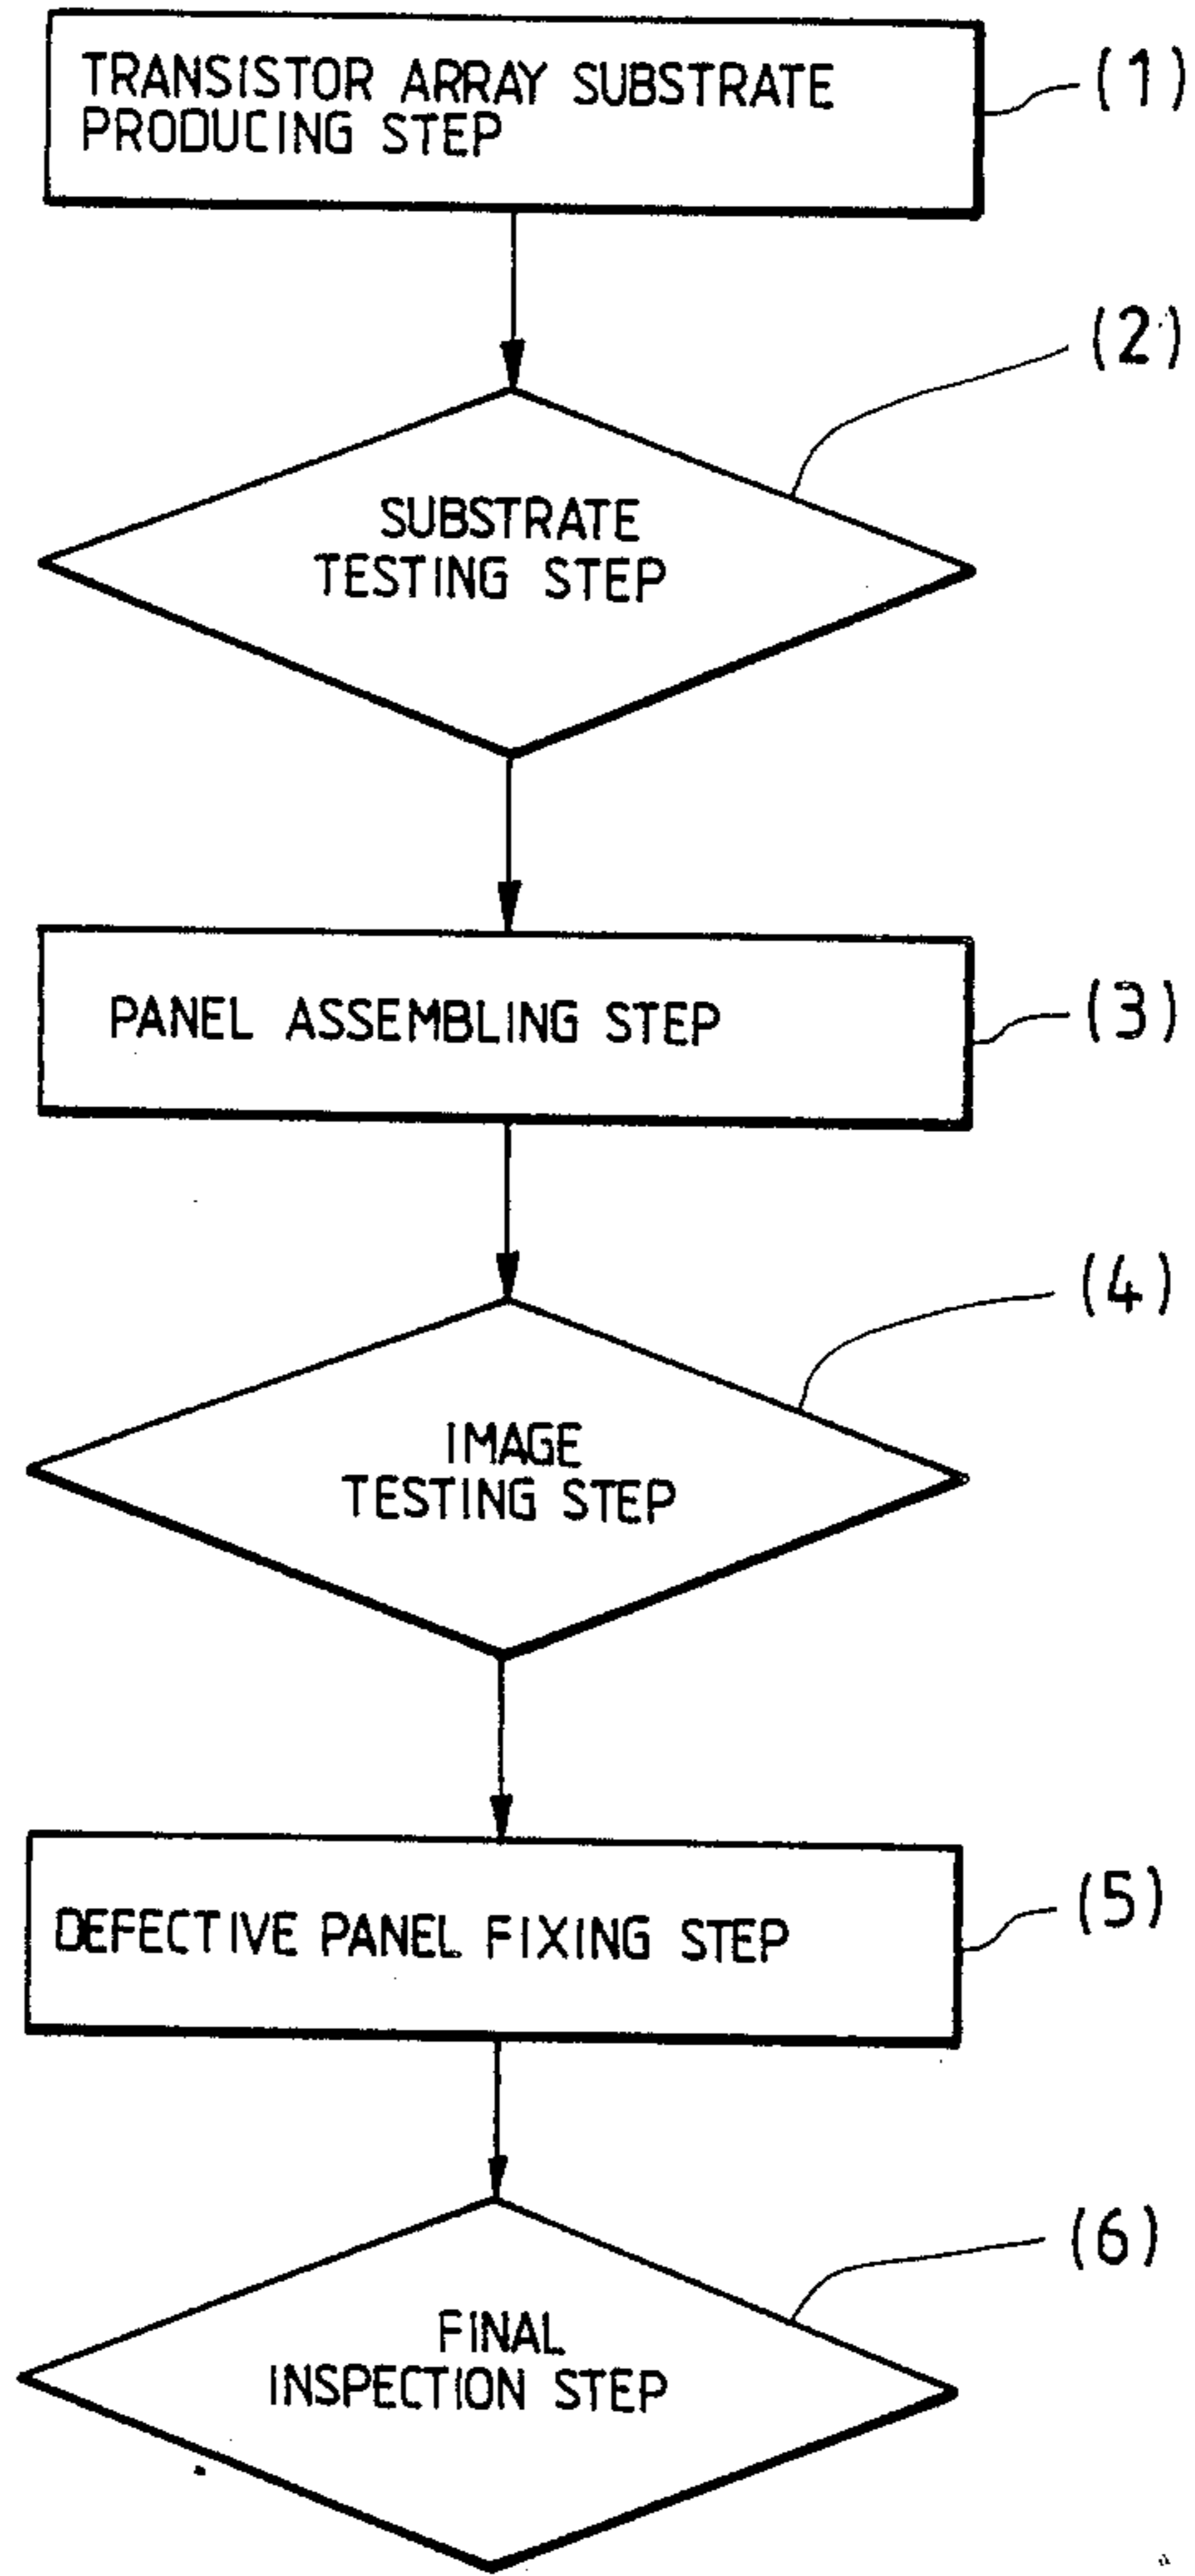 TRANSISTOR ARRAY SUBSTRATE
PRODUCING STEP
(1)
SUBSTRATE
TESTING STEP
(2)
PANEL ASSEMBLING STEP
(3)
IMAGE
TESTING STEP
(4)
DEFECTIVE PANEL FIXING STEP
(5)
FINAL
INSPECTION STEP
(6)